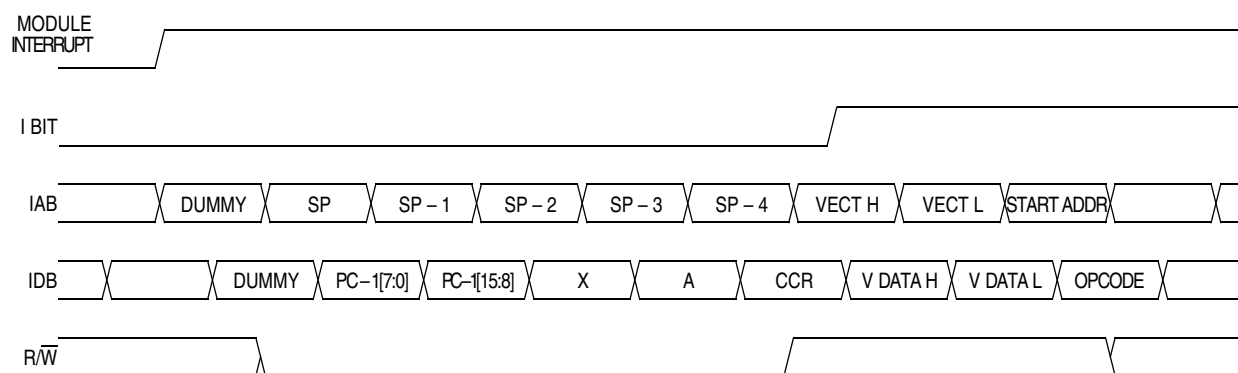 MODULE
INTERRUPT
I BIT
IAB DUMMY SP SP – 1 SP – 2 SP – 3 SP – 4 VECT H VECT L START ADDR
IDB DUMMY PC – 1[7:0] PC–1[15:8] X A CCR V DATA H V DATA L OPCODE
R/W̅